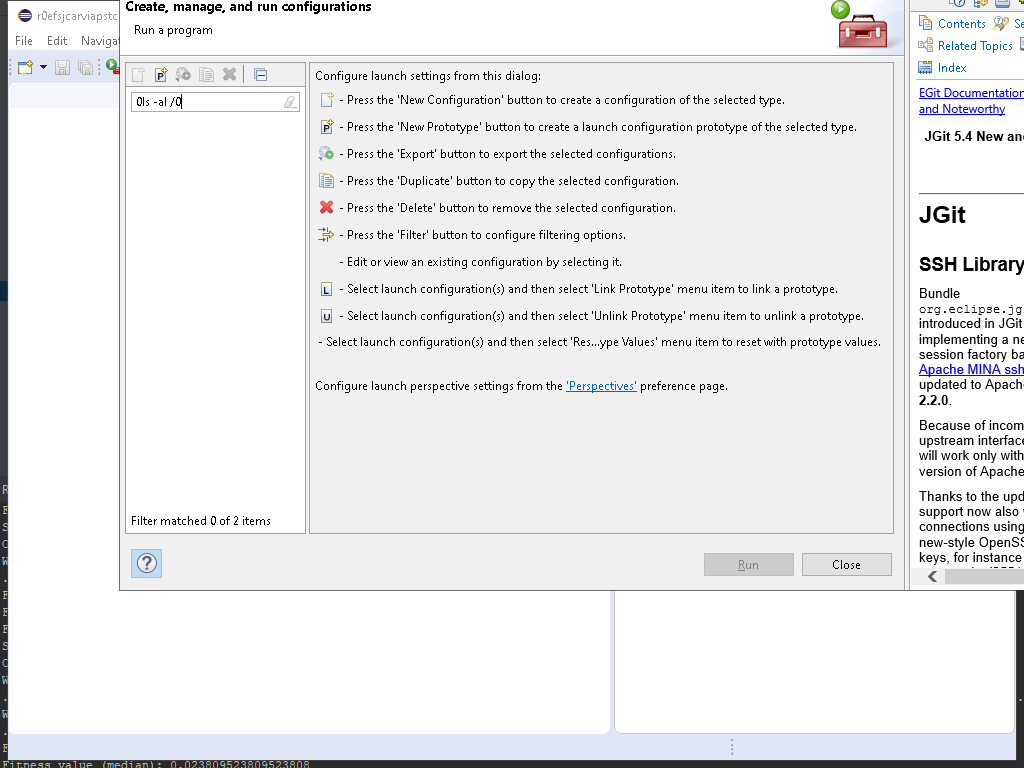 Create, manage, and run configurations
r0efsjcarviapstc
Run a program
File Edit Naviga
0ls -al /0
Configure launch settings from this dialog:
- Press the 'New Configuration' button to create a configuration of the selected type.
- Press the 'New Prototype' button to create a launch configuration prototype of the selected type.
- Press the 'Export' button to export the selected configurations.
- Press the 'Duplicate' button to copy the selected configuration.
- Press the 'Delete' button to remove the selected configuration.
- Press the 'Filter' button to configure filtering options.
- Edit or view an existing configuration by selecting it.
L - Select launch configuration(s) and then select 'Link Prototype' menu item to link a prototype.
U - Select launch configuration(s) and then select 'Unlink Prototype' menu item to unlink a prototype.
- Select launch configuration(s) and then select 'Res...ype Values' menu item to reset with prototype values.
Configure launch perspective settings from the 'Perspectives' preference page.
Filter matched 0 of 2 items
Run
Close
Contents Se
Related Topics
Index
EGit Documentation
and Noteworthy
JGit 5.4 New and
JGit
SSH Library
Bundle
org.eclipse.jg
introduced in JGit
implementing a ne
session factory ba
Apache MINA ssh
updated to Apache
2.2.0.
Because of incom
upstream interface
will work only with
version of Apache
Thanks to the upd
support now also
connections using
new-style OpenSS
keys, for instance
Fitness value (median): 0.023809523809523808